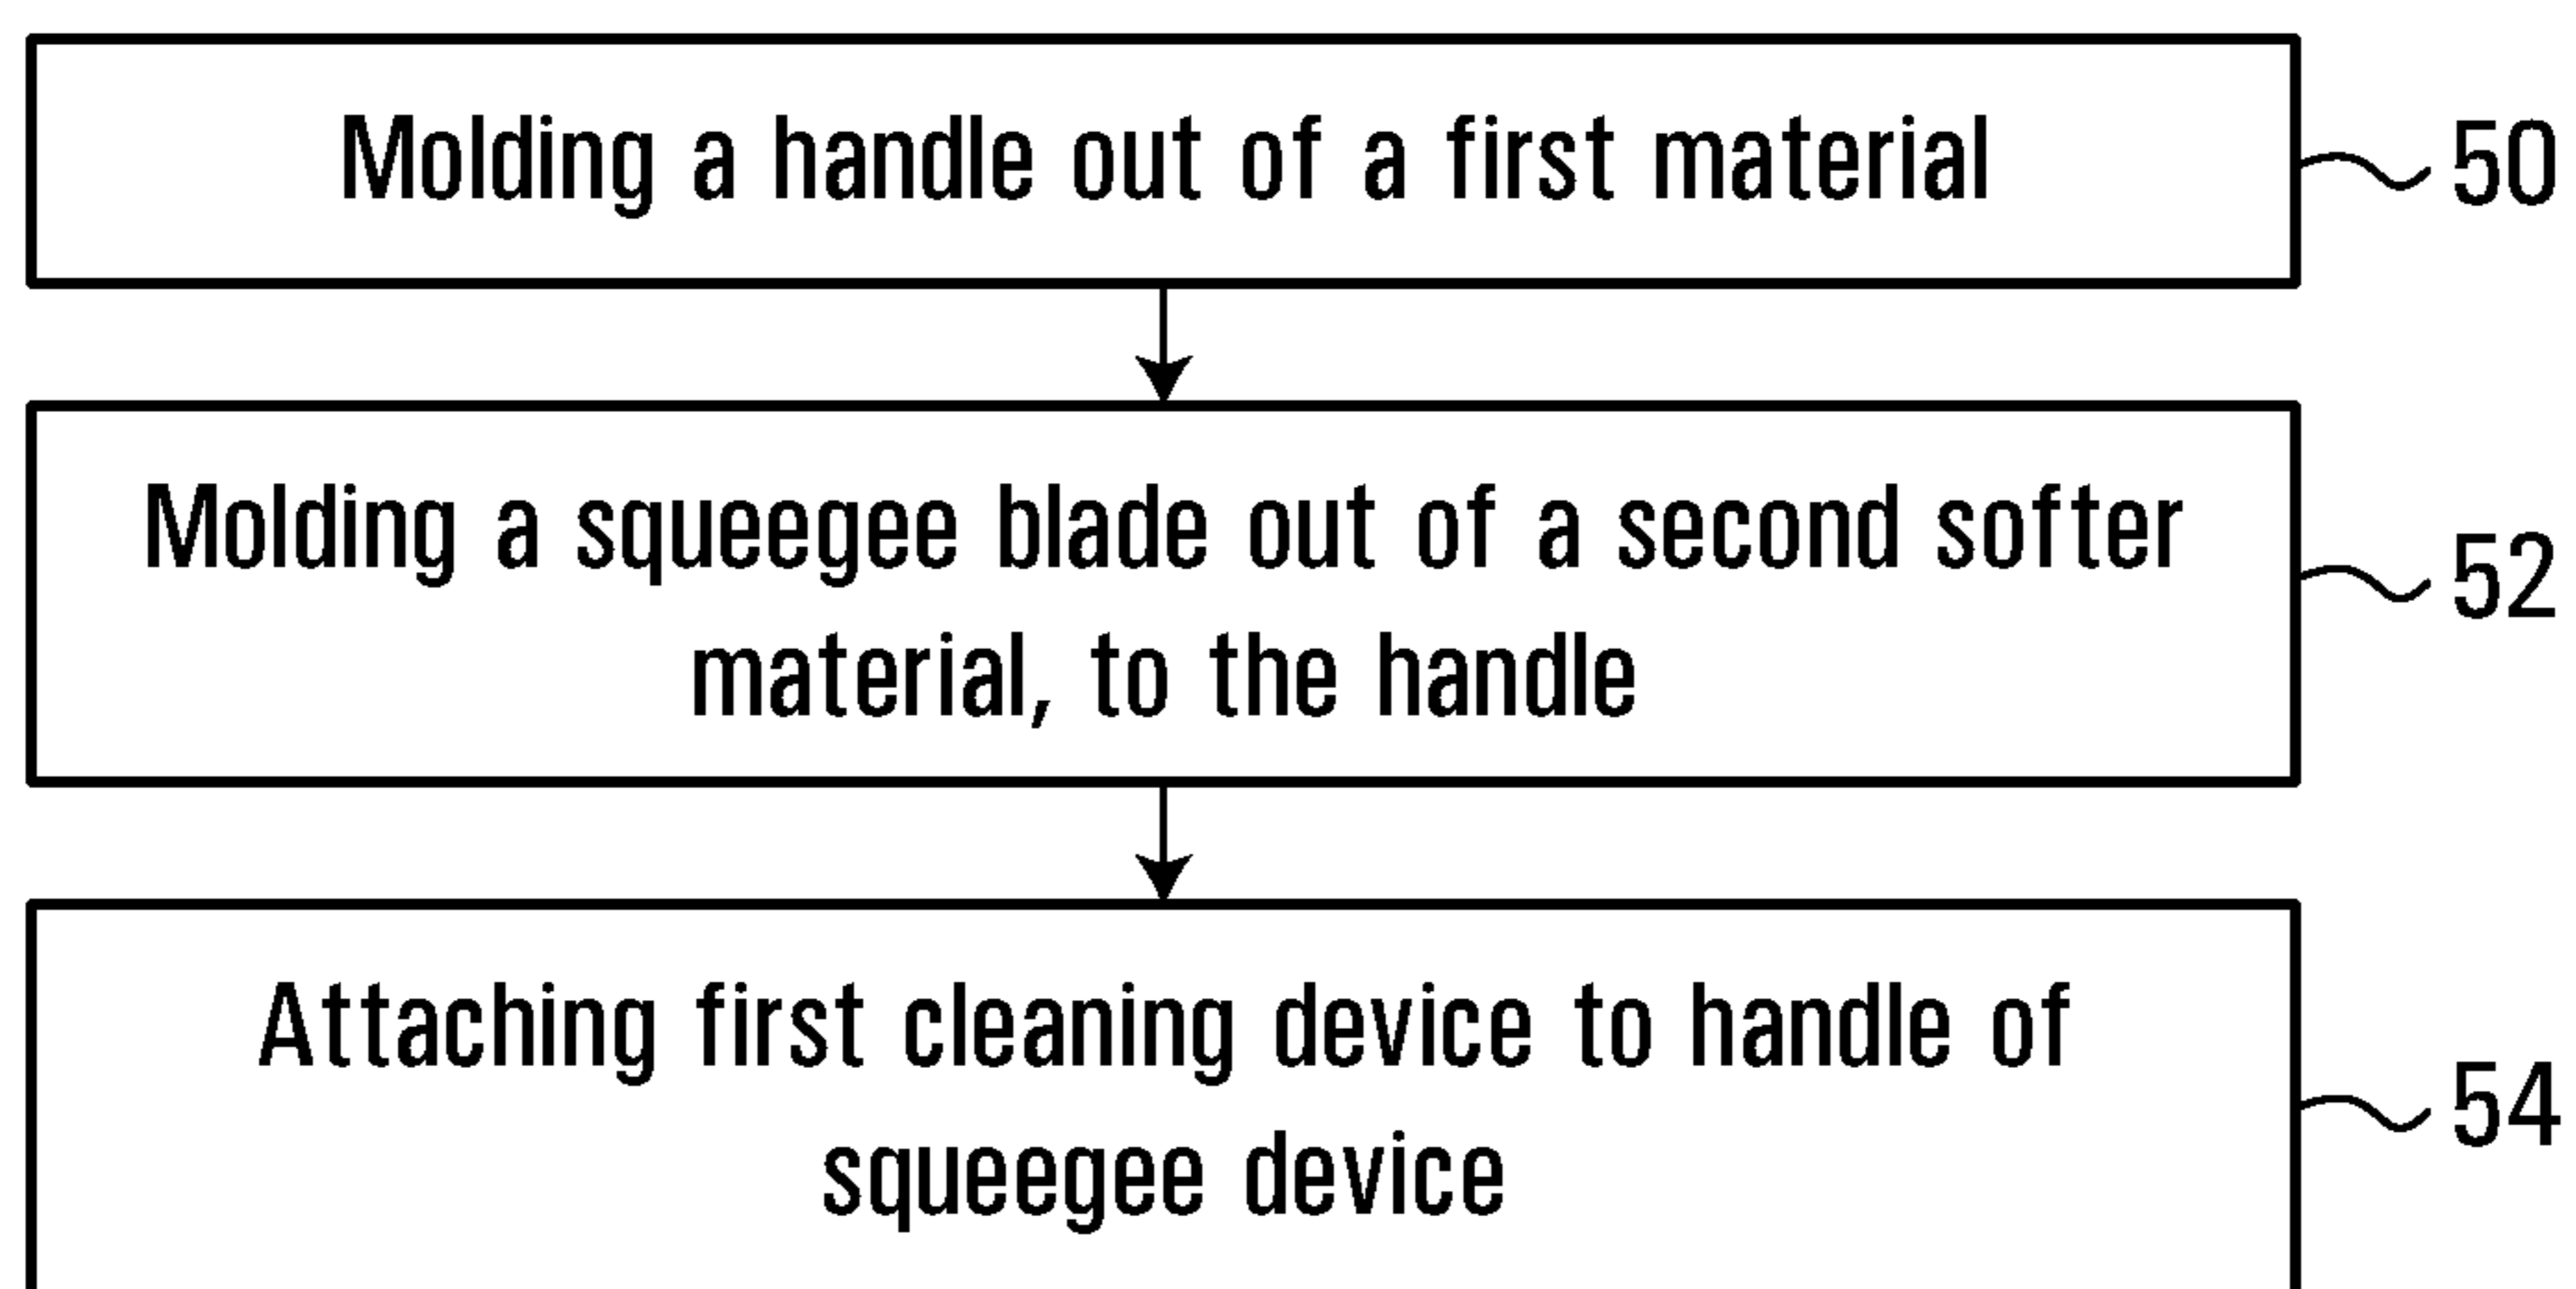 Molding a handle out of a first material
50
Molding a squeegee blade out of a second softer
material, to the handle
52
Attaching first cleaning device to handle of
squeegee device
54